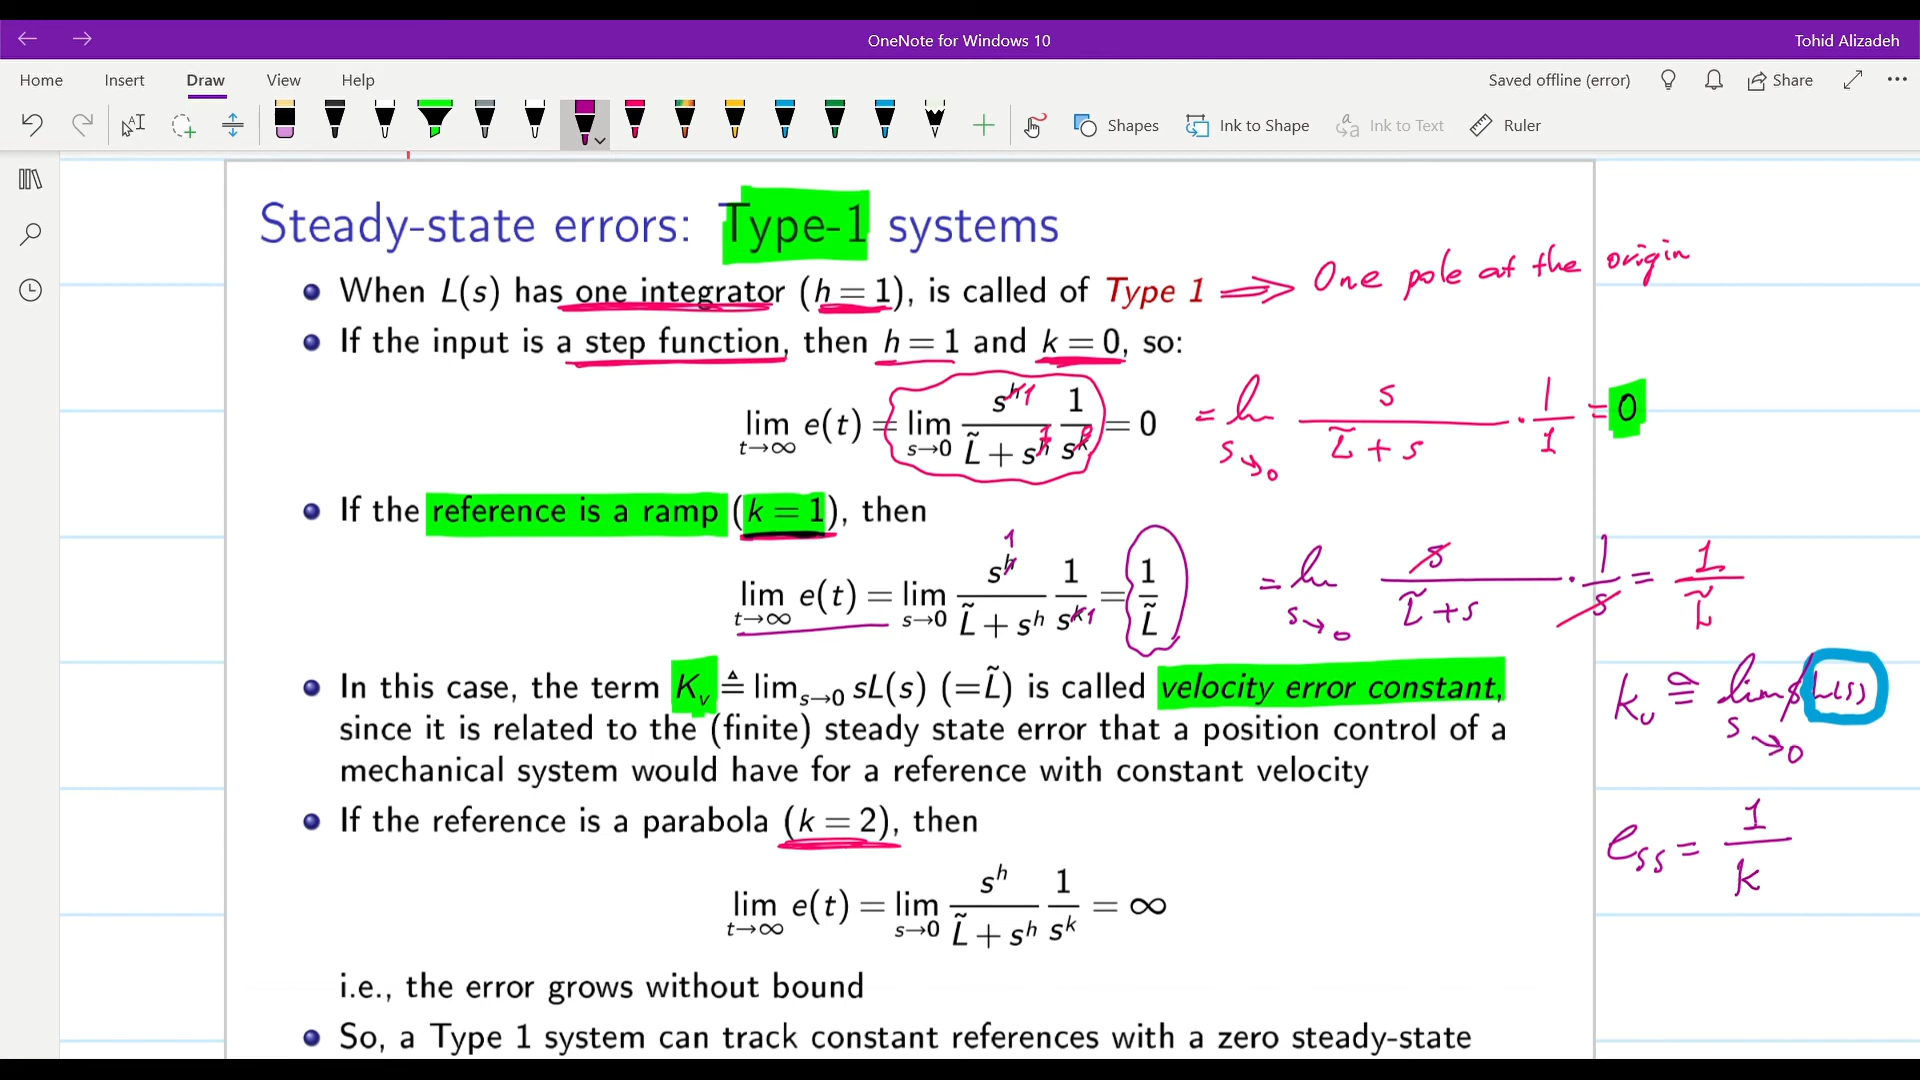 OneNote for Windows 10
Tohid Alizadeh
Home Insert Draw View Help
Saved offline (error) Share
Shapes Ink to Shape Ink to Text Ruler
Steady-state errors: Type-1 systems
When L(s) has one integrator (h = 1), is called of Type 1 ⟹ One pole at the origin
If the input is a step function, then h = 1 and k = 0, so:
lim t→∞ e(t) = lim s→0 s^h / (L̃ + s^h) 1 / s^k = 0 = lim s→0 s / (L̃ + s) · 1 / 1 = 0
If the reference is a ramp (k = 1), then
lim t→∞ e(t) = lim s→0 s^h / (L̃ + s^h) 1 / s^k = 1 / L̃ = lim s→0 s / (L̃ + s) · 1 / s = 1 / L̃
In this case, the term K_v ≜ lim s→0 sL(s) (=L̃) is called velocity error constant,
since it is related to the (finite) steady state error that a position control of a
mechanical system would have for a reference with constant velocity
K_v ≅ lim s→0 s L(s)
If the reference is a parabola (k = 2), then
e_ss = 1 / k
lim t→∞ e(t) = lim s→0 s^h / (L̃ + s^h) 1 / s^k = ∞
i.e., the error grows without bound
So, a Type 1 system can track constant references with a zero steady-state